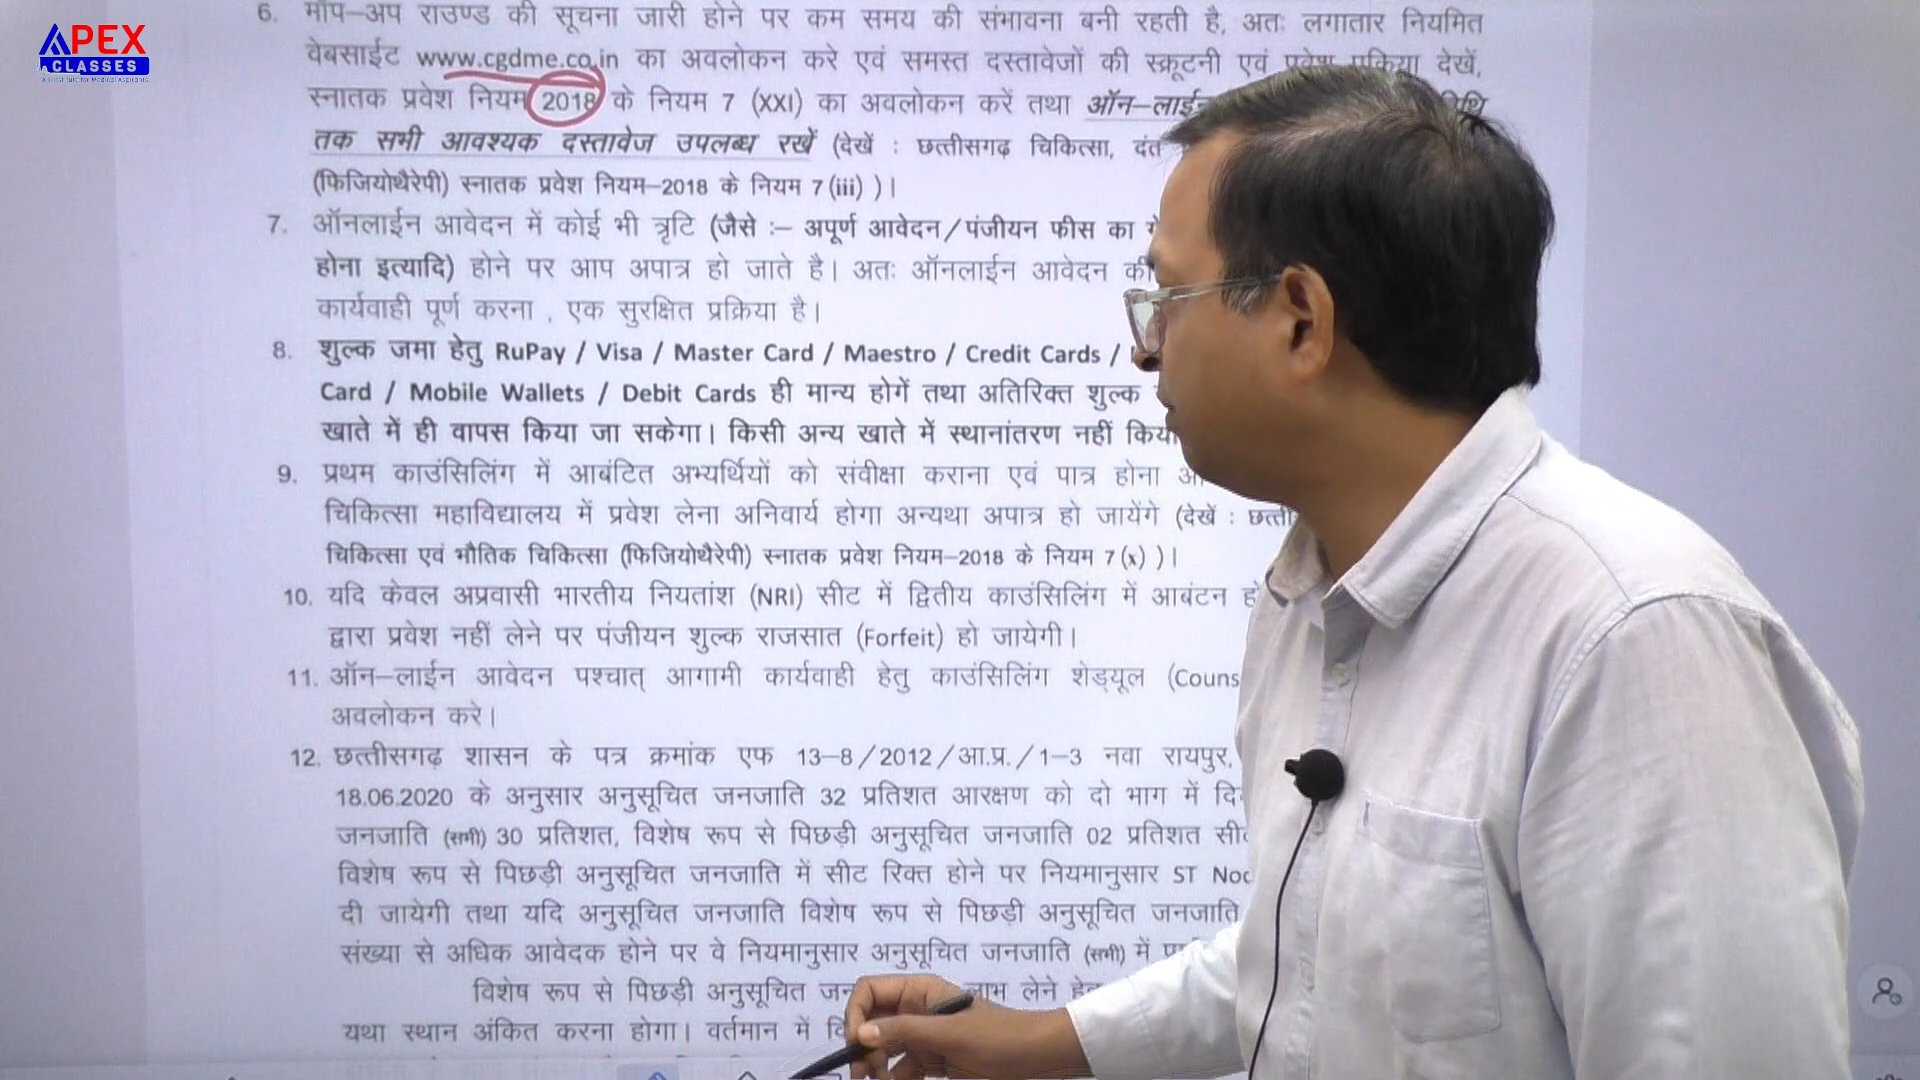 APEX
CLASSES
An Institute for Medical Aspirants
6. मॉप–अप राउण्ड की सूचना जारी होने पर कम समय की संभावना बनी रहती है, अतः लगातार नियमित
वेबसाईट www.cgdme.co.in का अवलोकन करे एवं समस्त दस्तावेजों की स्क्रूटनी एवं प्रवेश प्रक्रिया देखें,
स्नातक प्रवेश नियम 2018 के नियम 7 (XXI) का अवलोकन करें तथा ऑन–लाईन
तक सभी आवश्यक दस्तावेज उपलब्ध रखें (देखें : छत्तीसगढ़ चिकित्सा, दंत
(फिजियोथैरेपी) स्नातक प्रवेश नियम–2018 के नियम 7 (iii) )।
7. ऑनलाईन आवेदन में कोई भी त्रृटि (जैसे :– अपूर्ण आवेदन/पंजीयन फीस का
होना इत्यादि) होने पर आप अपात्र हो जाते है। अतः ऑनलाईन आवेदन की
कार्यवाही पूर्ण करना , एक सुरक्षित प्रक्रिया है।
8. शुल्क जमा हेतु RuPay / Visa / Master Card / Maestro / Credit Cards /
Card / Mobile Wallets / Debit Cards ही मान्य होगें तथा अतिरिक्त शुल्क
खाते में ही वापस किया जा सकेगा। किसी अन्य खाते में स्थानांतरण नहीं
9. प्रथम काउंसिलिंग में आबंटित अभ्यर्थियों को संवीक्षा कराना एवं पात्र होना
चिकित्सा महाविद्यालय में प्रवेश लेना अनिवार्य होगा अन्यथा अपात्र हो जायेंगे (देखें :
चिकित्सा एवं भौतिक चिकित्सा (फिजियोथैरेपी) स्नातक प्रवेश नियम–2018 के नियम 7 (x) )।
10. यदि केवल अप्रवासी भारतीय नियतांश (NRI) सीट में द्वितीय काउंसिलिंग में आबंटन
द्वारा प्रवेश नहीं लेने पर पंजीयन शुल्क राजसात (Forfeit) हो जायेगी।
11. ऑन–लाईन आवेदन पश्चात् आगामी कार्यवाही हेतु काउंसिलिंग शेड्यूल (Couns
अवलोकन करे।
12. छत्तीसगढ़ शासन के पत्र क्रमांक एफ 13–8/2012/आ.प्र./1–3 नवा रायपुर,
18.06.2020 के अनुसार अनुसूचित जनजाति 32 प्रतिशत आरक्षण को दो भाग में
जनजाति (सभी) 30 प्रतिशत, विशेष रूप से पिछड़ी अनुसूचित जनजाति 02 प्रतिशत
विशेष रूप से पिछड़ी अनुसूचित जनजाति में सीट रिक्त होने पर नियमानुसार ST
दी जायेगी तथा यदि अनुसूचित जनजाति विशेष रूप से पिछड़ी अनुसूचित जनजाति
संख्या से अधिक आवेदक होने पर वे नियमानुसार अनुसूचित जनजाति (सभी) में
विशेष रूप से पिछड़ी अनुसूचित लाभ लेने
यथा स्थान अंकित करना होगा। वर्तमान में